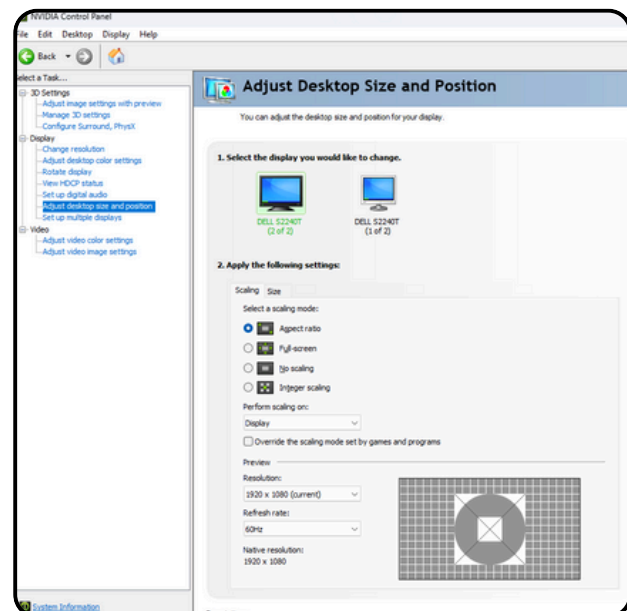 NVIDIA Control Panel
File Edit Desktop Display Help
Back
Select a Task...
3D Settings
Adjust image settings with preview
Manage 3D settings
Configure Surround, PhysX
Display
Change resolution
Adjust desktop color settings
Rotate display
View HDCP status
Set up digital audio
Adjust desktop size and position
Set up multiple displays
Video
Adjust video color settings
Adjust video image settings
System Information
Adjust Desktop Size and Position
You can adjust the desktop size and position for your display.
1. Select the display you would like to change.
DELL S2240T
(2 of 2)
DELL S2240T
(1 of 2)
2. Apply the following settings:
Scaling Size
Select a scaling mode:
Aspect ratio
Full-screen
No scaling
Integer scaling
Perform scaling on:
Display
Override the scaling mode set by games and programs
Preview
Resolution:
1920 x 1080 (current)
Refresh rate:
60Hz
Native resolution:
1920 x 1080